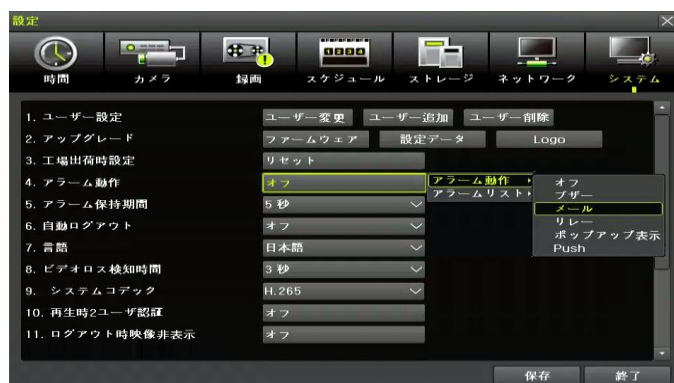 設定
時間 カメラ 録画 スケジュール ストレージ ネットワーク システム
1. ユーザー設定 ユーザー変更 ユーザー追加 ユーザー削除
2. アップグレード ファームウェア 設定データ Logo
3. 工場出荷時設定 リセット
4. アラーム動作 オフ アラーム動作 オフ
ブザー
5. アラーム保持期間 5 秒 アラームリスト メール
リレー
6. 自動ログアウト オフ ポップアップ表示
7. 言語 日本語 Push
8. ビデオロス検知時間 3 秒
9. システムコデック H.265
10. 再生時2ユーザ認証 オフ
11. ログアウト時映像非表示 オフ
保存 終了